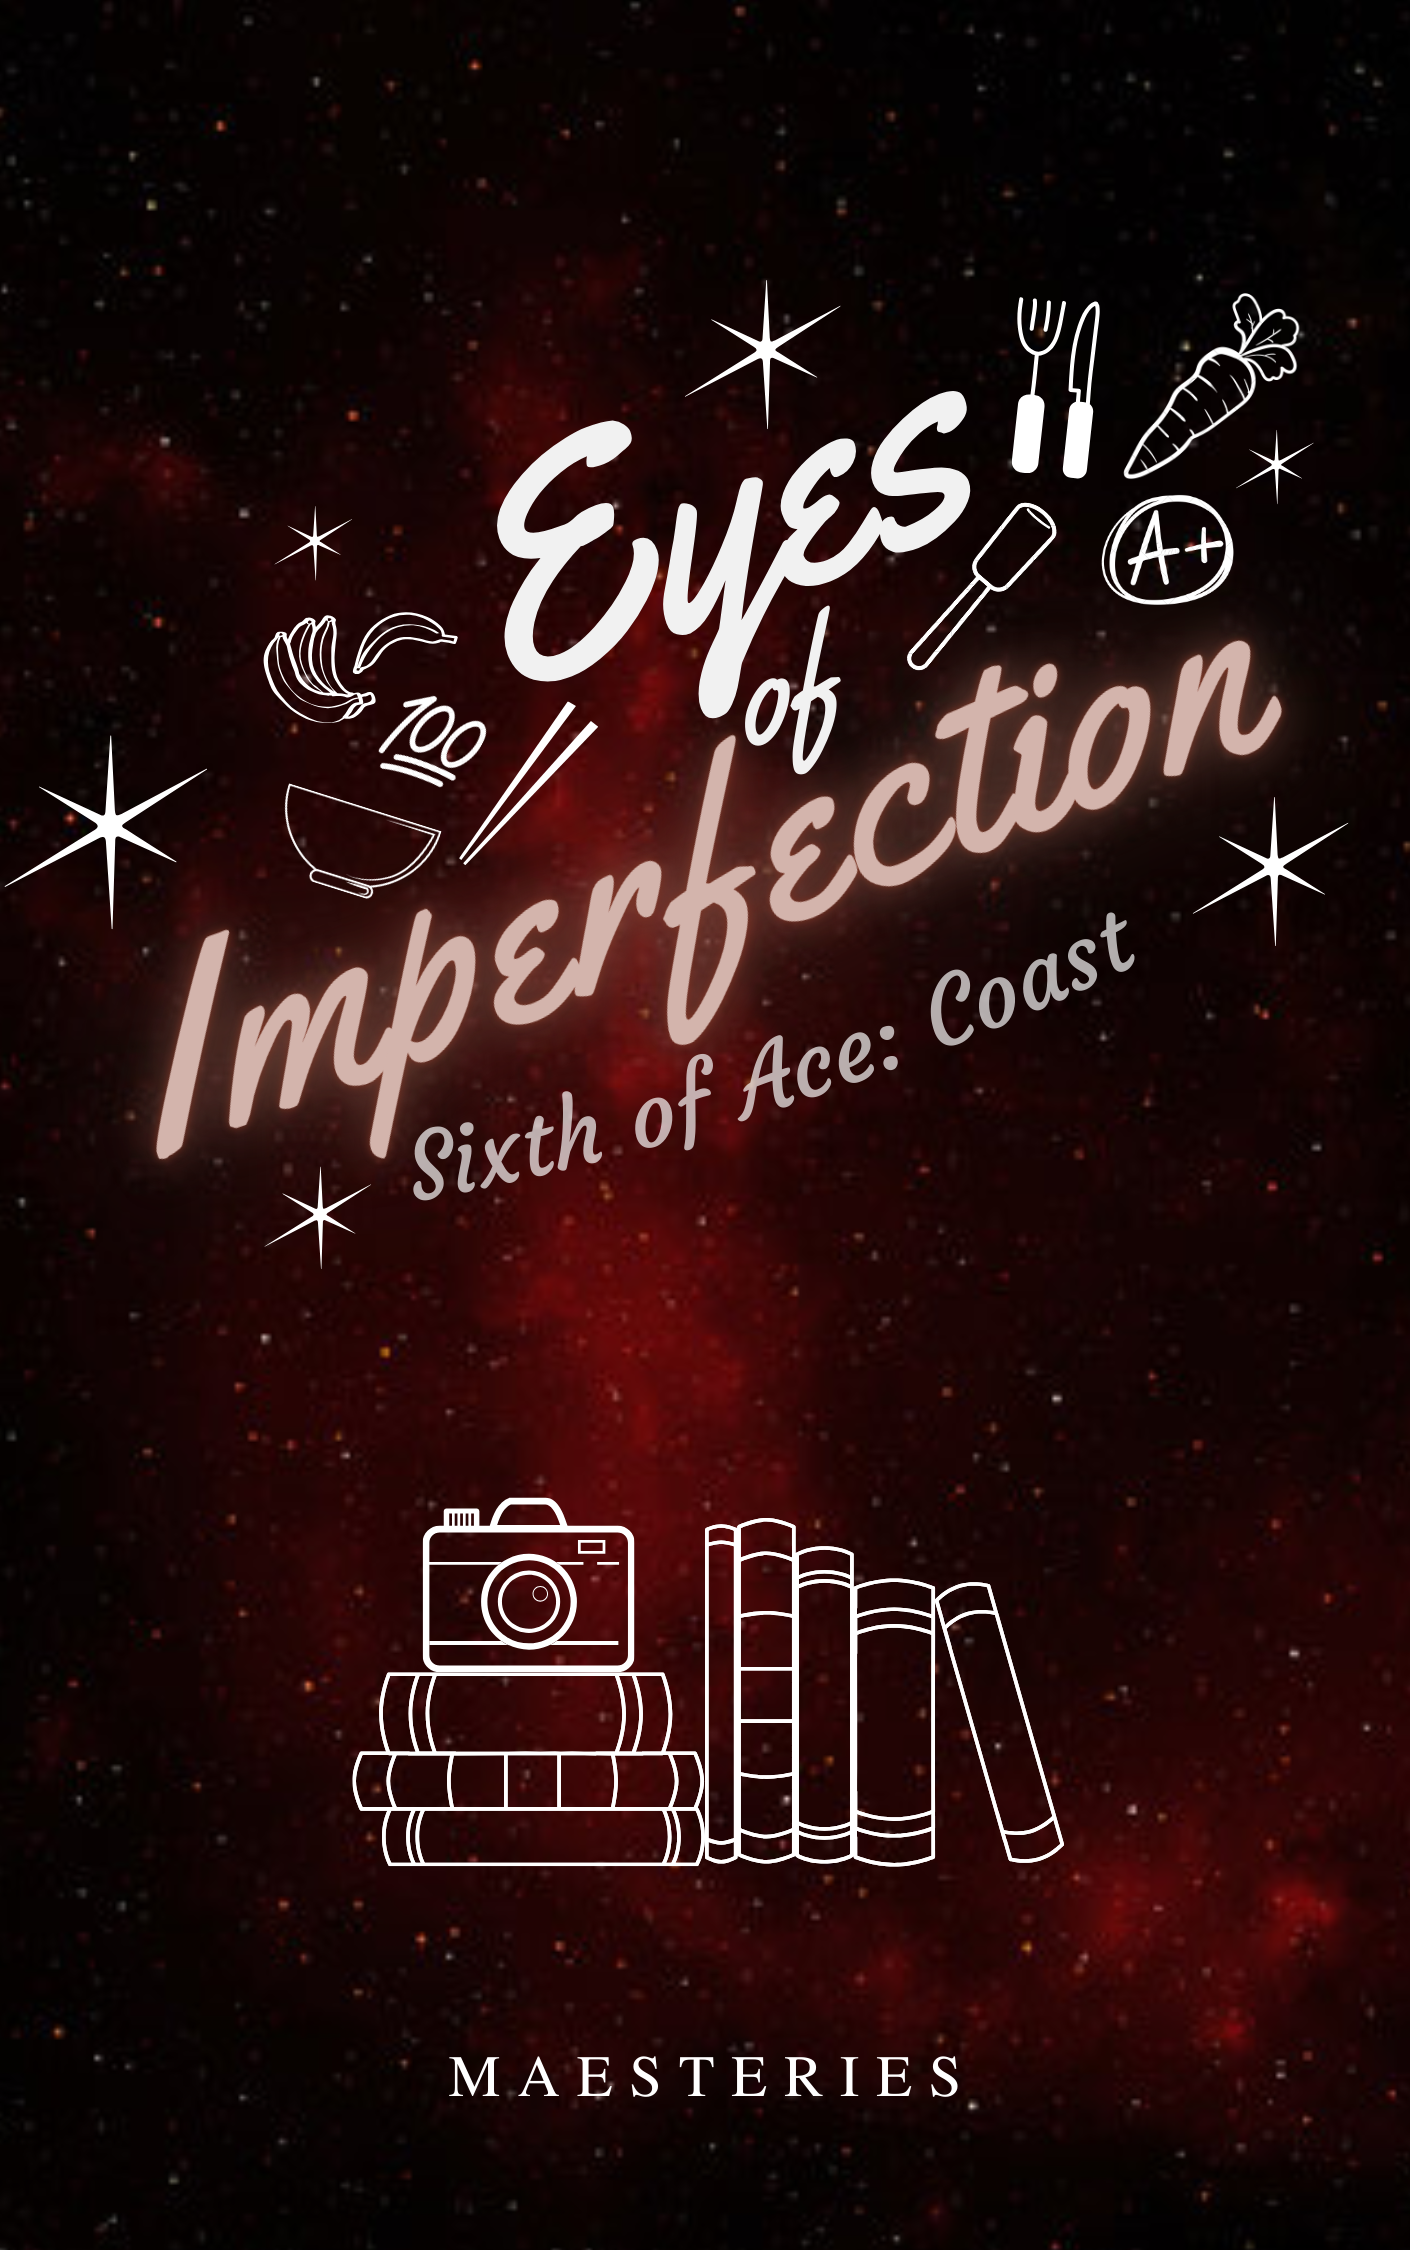 Eyes
of
A+
100
Imperfection
Sixth of Ace: Coast
MAESTERIES